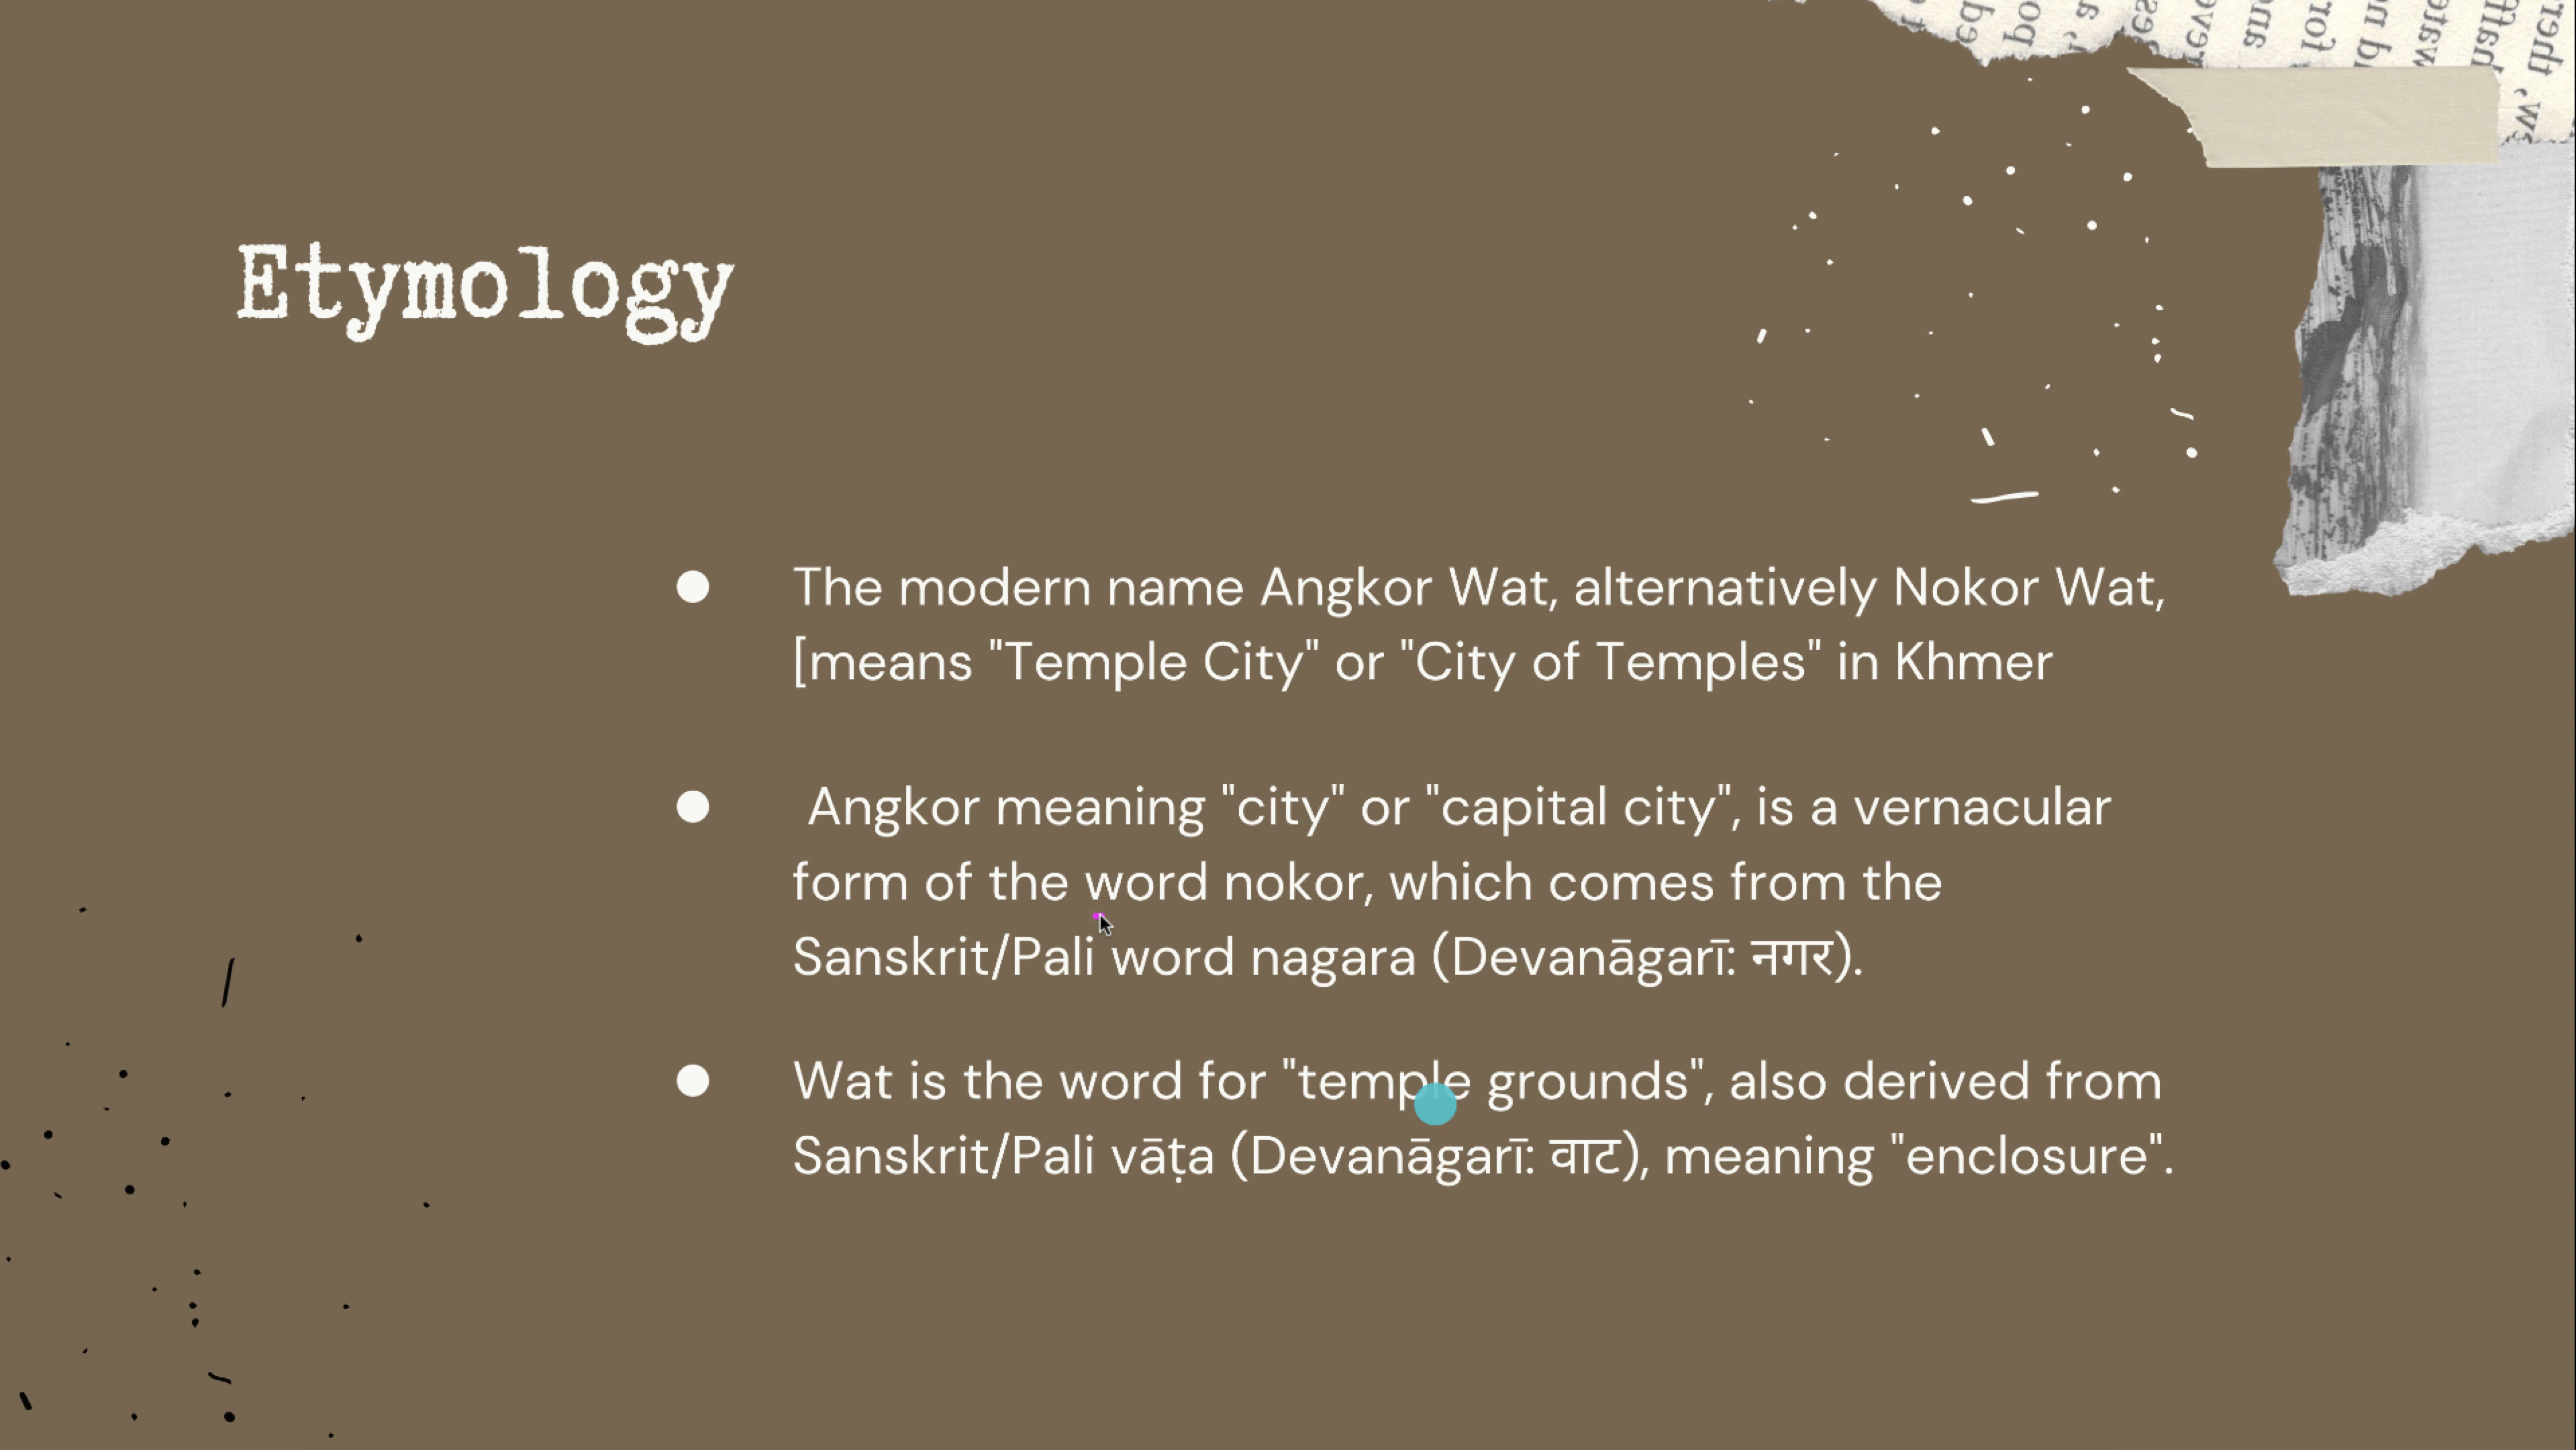 Etymology
The modern name Angkor Wat, alternatively Nokor Wat,
[means "Temple City" or "City of Temples" in Khmer
Angkor meaning "city" or "capital city", is a vernacular
form of the word nokor, which comes from the
Sanskrit/Pali word nagara (Devanāgarī: नगर).
Wat is the word for "temple grounds", also derived from
Sanskrit/Pali vāṭa (Devanāgarī: वाट), meaning "enclosure".